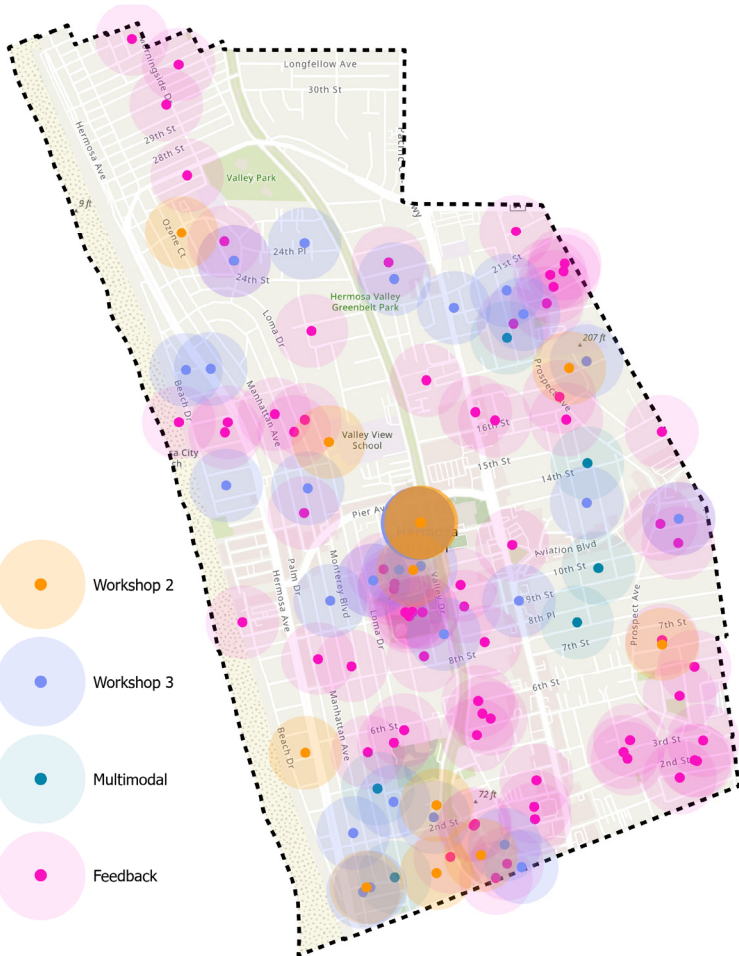 Longfellow Ave
30th St
Morningside Dr
29th St
28th St
Hermosa Ave
Valley Park
9 ft
Ozone Ct
24th Pl
24th St
21st St
Hermosa Valley
Greenbelt Park
Loma Dr
207 ft
Prospect Ave
Beach Dr
Manhattan Ave
16th St
Valley View
School
15th St
14th St
Pier Av
Aviation Blvd
10th St
Palm Dr
Hermosa Ave
Monterey Blvd
Loma Dr
Valley Dr
9th St
8th Pl
7th St
Prospect Ave
7th St
8th St
6th St
Manhattan Ave
6th St
Beach Dr
3rd St
2nd St
72 ft
2nd St
Workshop 2
Workshop 3
Multimodal
Feedback